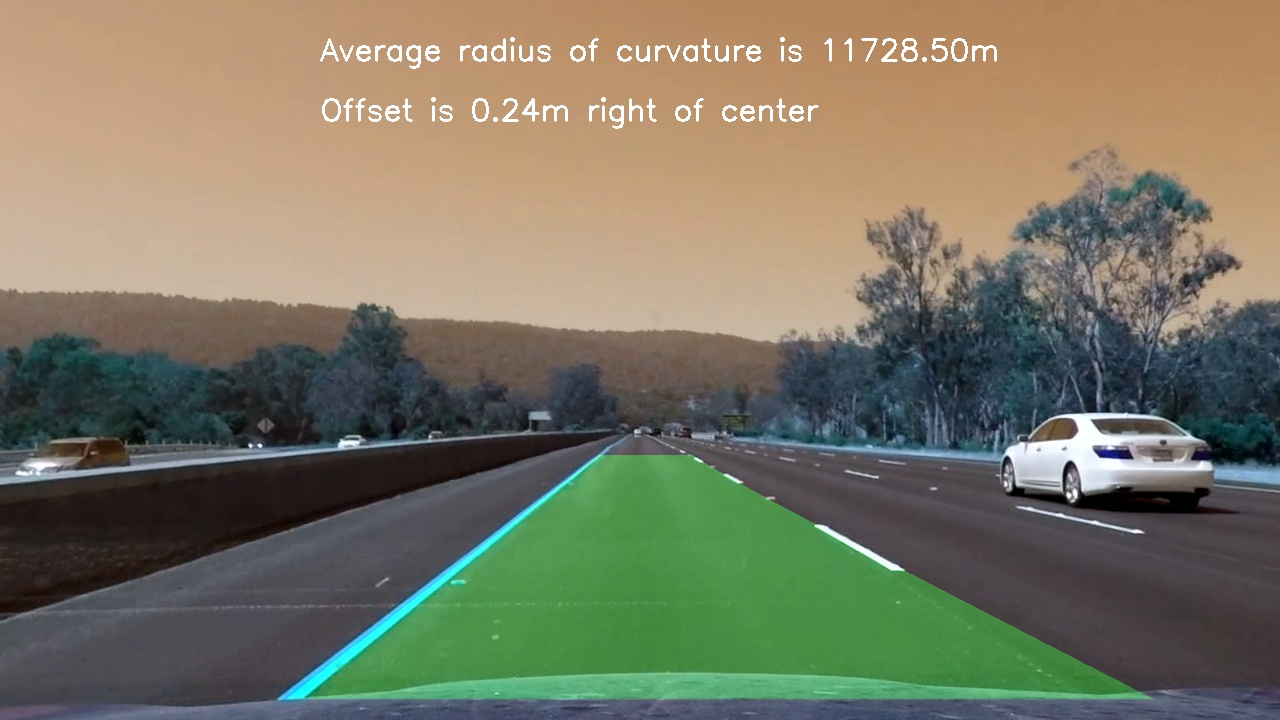 Average radius of curvature is 11728.50m
Offset is 0.24m right of center